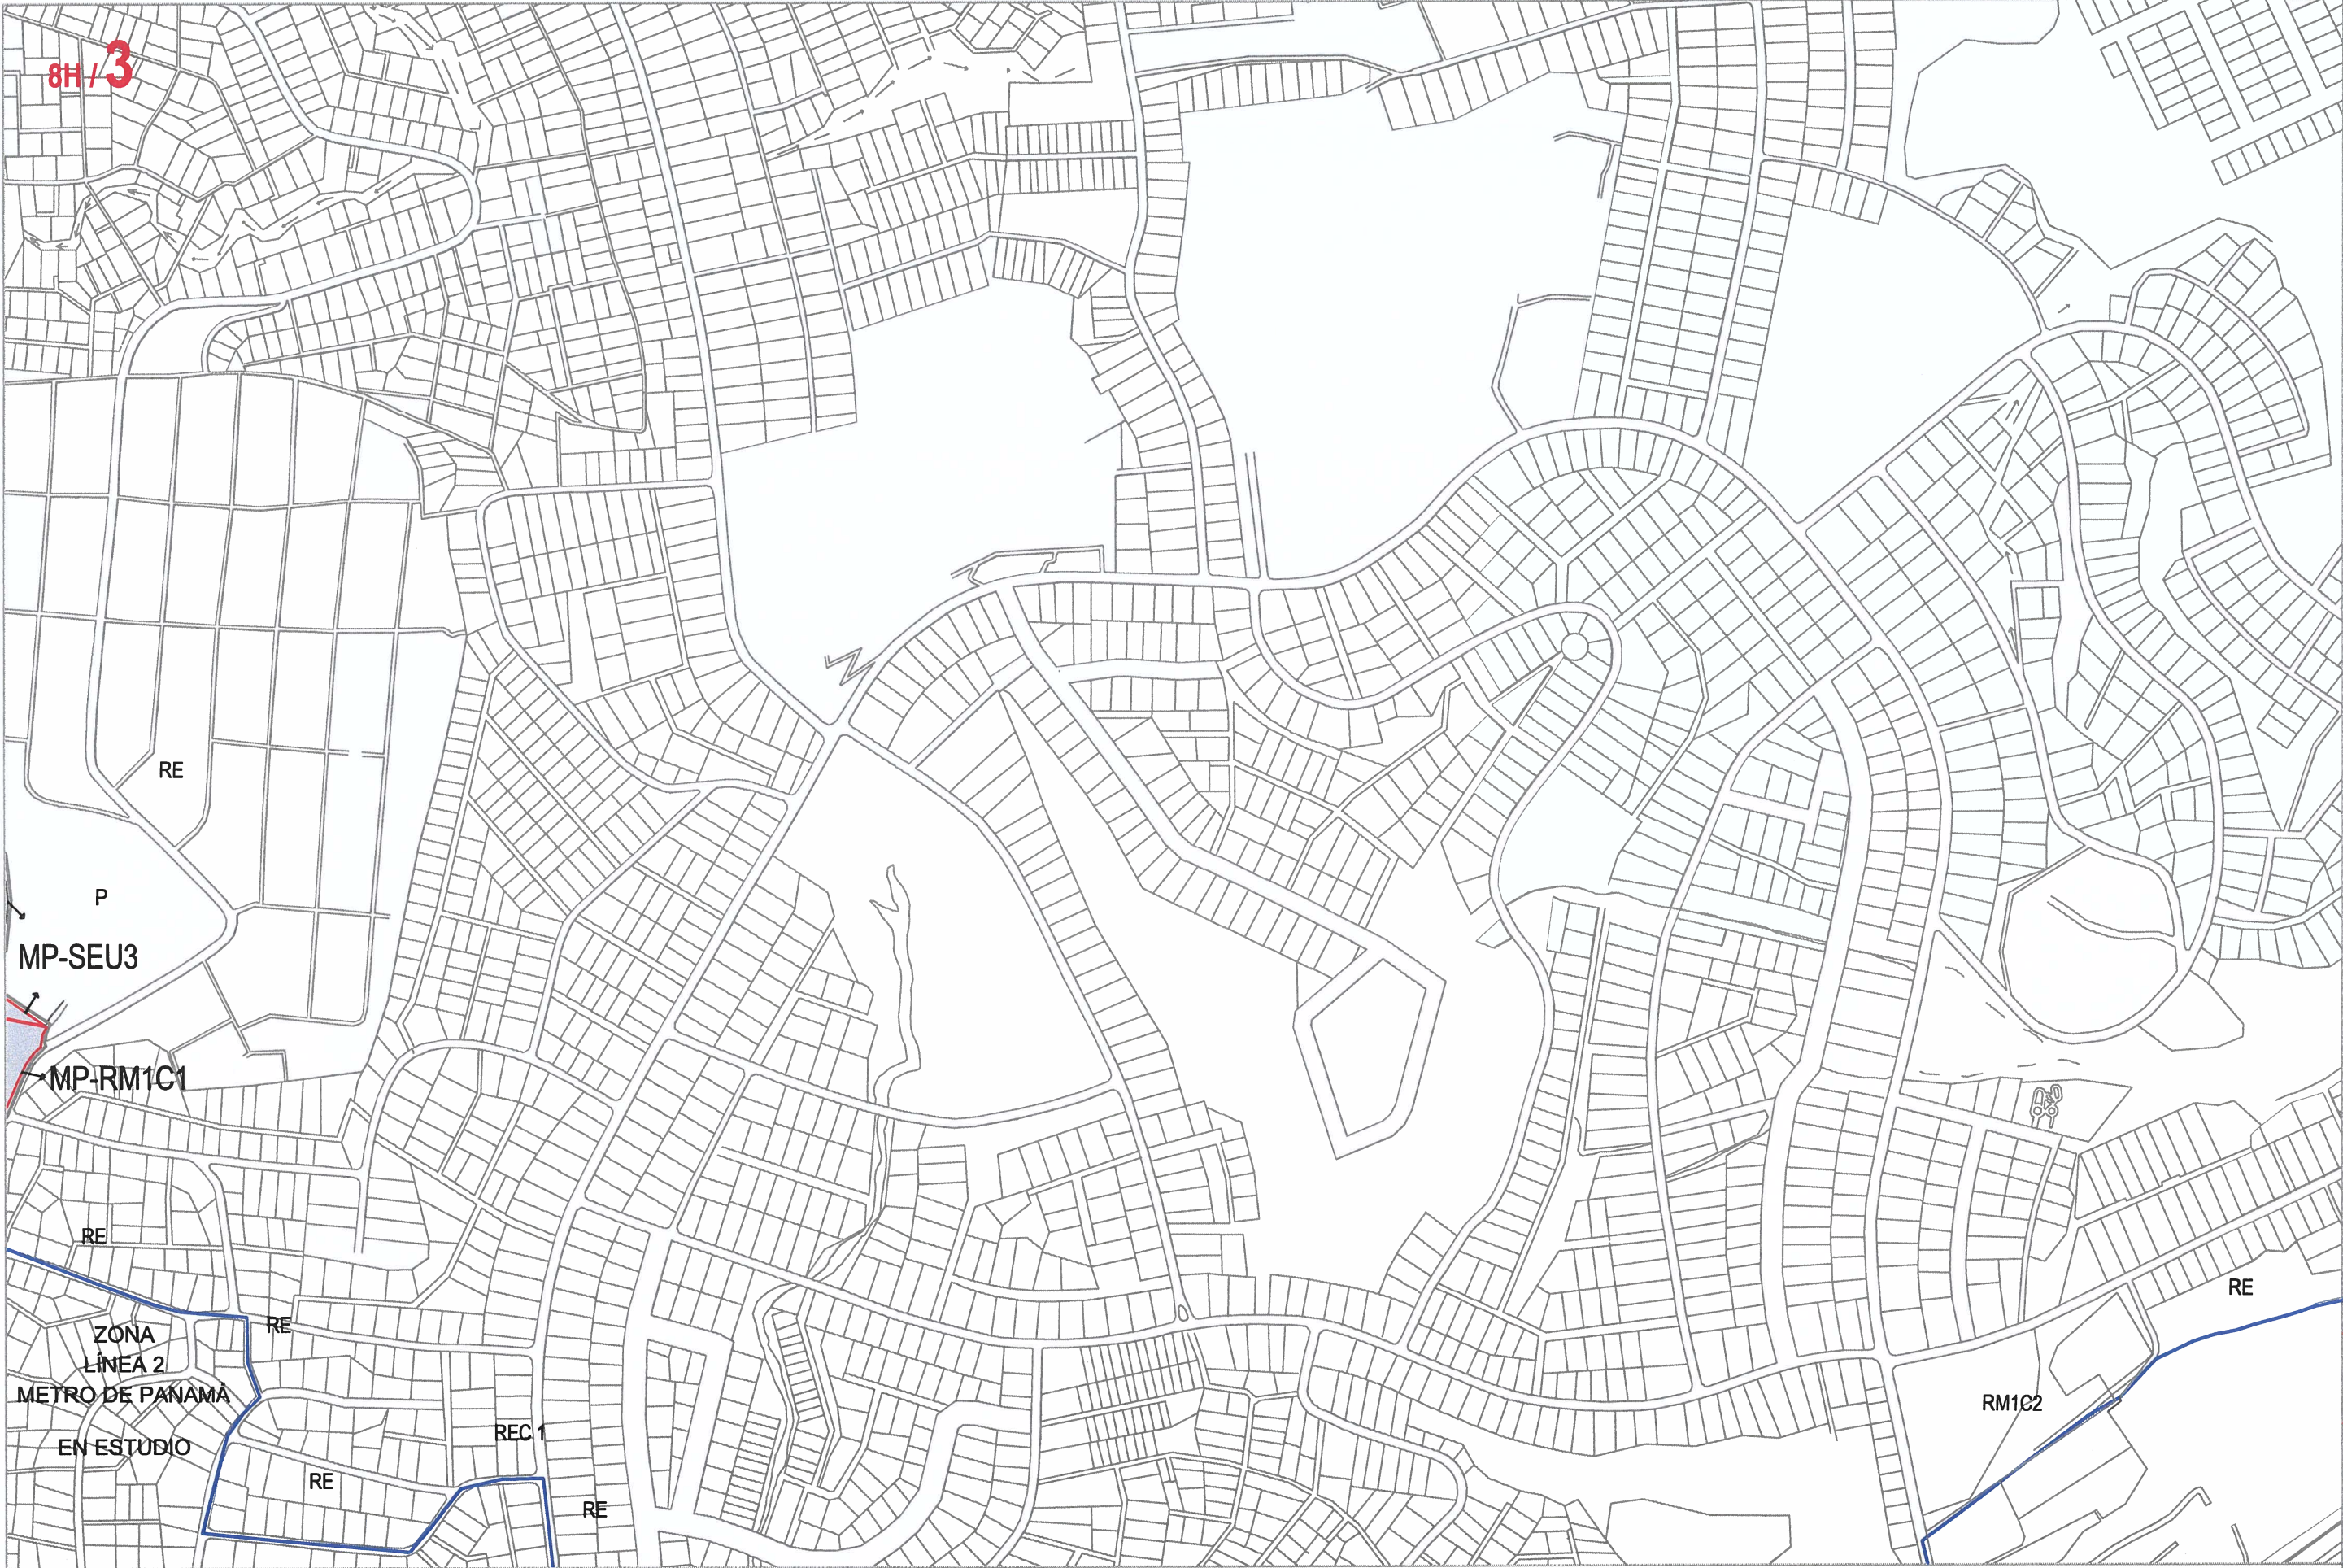 8H / 3
RE
P
MP-SEU3
MP-RM1C1
RE
RE
RE
ZONA
LÍNEA 2
METRO DE PANAMÁ
EN ESTUDIO
RM1C2
REC 1
RE
RE